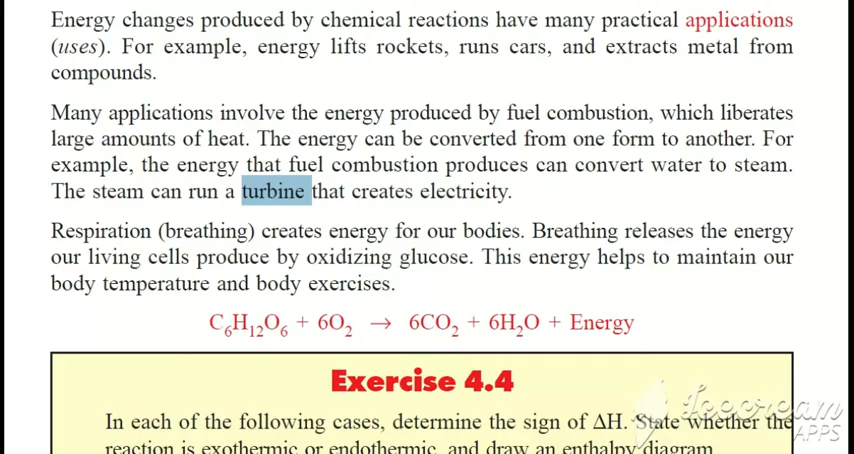 Energy changes produced by chemical reactions have many practical applications
(uses). For example, energy lifts rockets, runs cars, and extracts metal from
compounds.
Many applications involve the energy produced by fuel combustion, which liberates
large amounts of heat. The energy can be converted from one form to another. For
example, the energy that fuel combustion produces can convert water to steam.
The steam can run a turbine that creates electricity.
Respiration (breathing) creates energy for our bodies. Breathing releases the energy
our living cells produce by oxidizing glucose. This energy helps to maintain our
body temperature and body exercises.
C₆H₁₂O₆ + 6O₂ → 6CO₂ + 6H₂O + Energy
Exercise 4.4
In each of the following cases, determine the sign of ΔH. State whether the
reaction is exothermic or endothermic, and draw an enthalpy diagram
Icecream
APPS